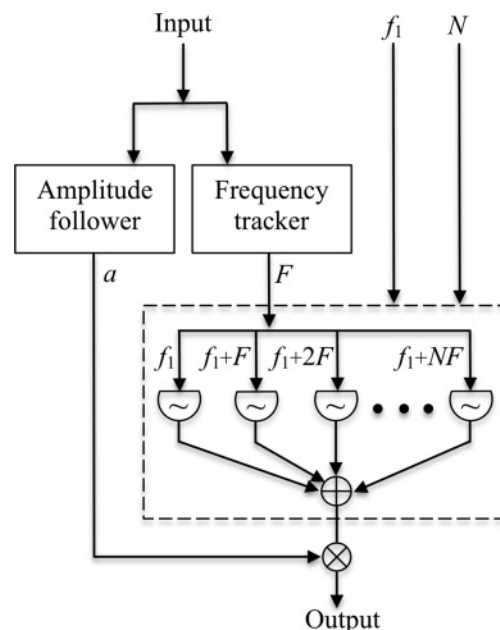 Input
f₁ N
Amplitude follower
Frequency tracker
a
F
f₁ f₁+F f₁+2F f₁+NF
~ ~ ~ • • • ~
Output